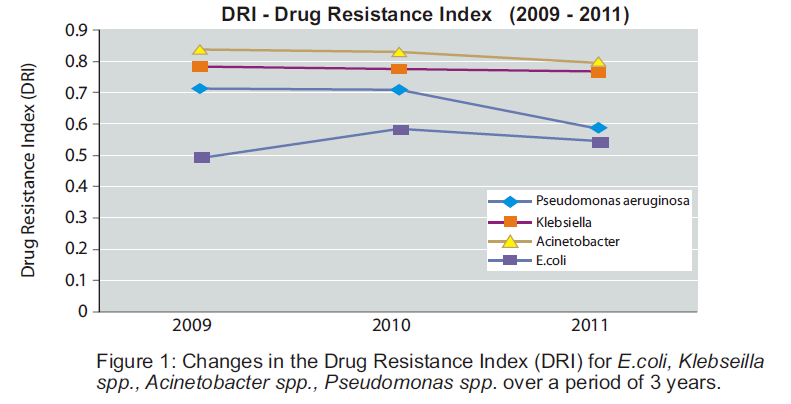 DRI - Drug Resistance Index (2009 - 2011)
Drug Resistance Index (DRI)
0.9
0.8
0.7
0.6
0.5
0.4
0.3
0.2
0.1
0
Pseudomonas aeruginosa
Klebsiella
Acinetobacter
E.coli
2009 2010 2011
Figure 1: Changes in the Drug Resistance Index (DRI) for E.coli, Klebseilla
spp., Acinetobacter spp., Pseudomonas spp. over a period of 3 years.